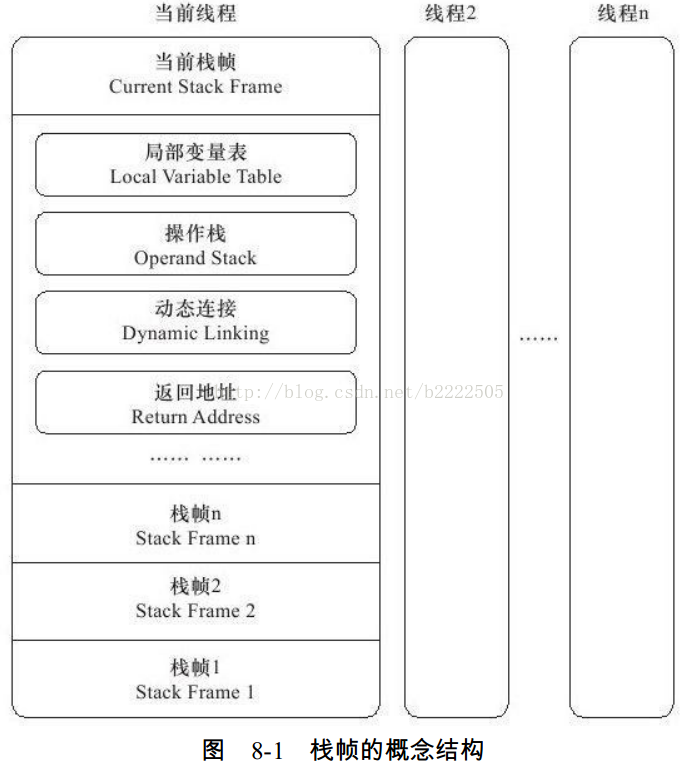 当前线程 线程2 线程n
当前栈帧
Current Stack Frame
局部变量表
Local Variable Table
操作栈
Operand Stack
动态连接
Dynamic Linking
......
返回地址
http://blog.csdn.net/b2222505
Return Address
...... ......
栈帧n
Stack Frame n
栈帧2
Stack Frame 2
栈帧1
Stack Frame 1
图 8-1 栈帧的概念结构